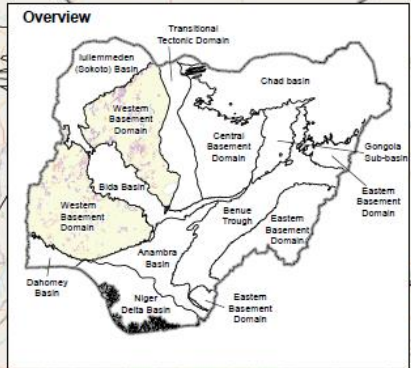 Overview
Transitional
Tectonic Domain
Iullemmeden
(Sokoto) Basin
Chad basin
Western
Basement
Domain
Central
Basement
Domain
Gongola
Sub-basin
Bida Basin
Eastern
Basement
Domain
Western
Basement
Domain
Benue
Trough
Eastern
Basement
Domain
Anambra
Basin
Dahomey
Basin
Niger
Delta Basin
Eastern
Basement
Domain